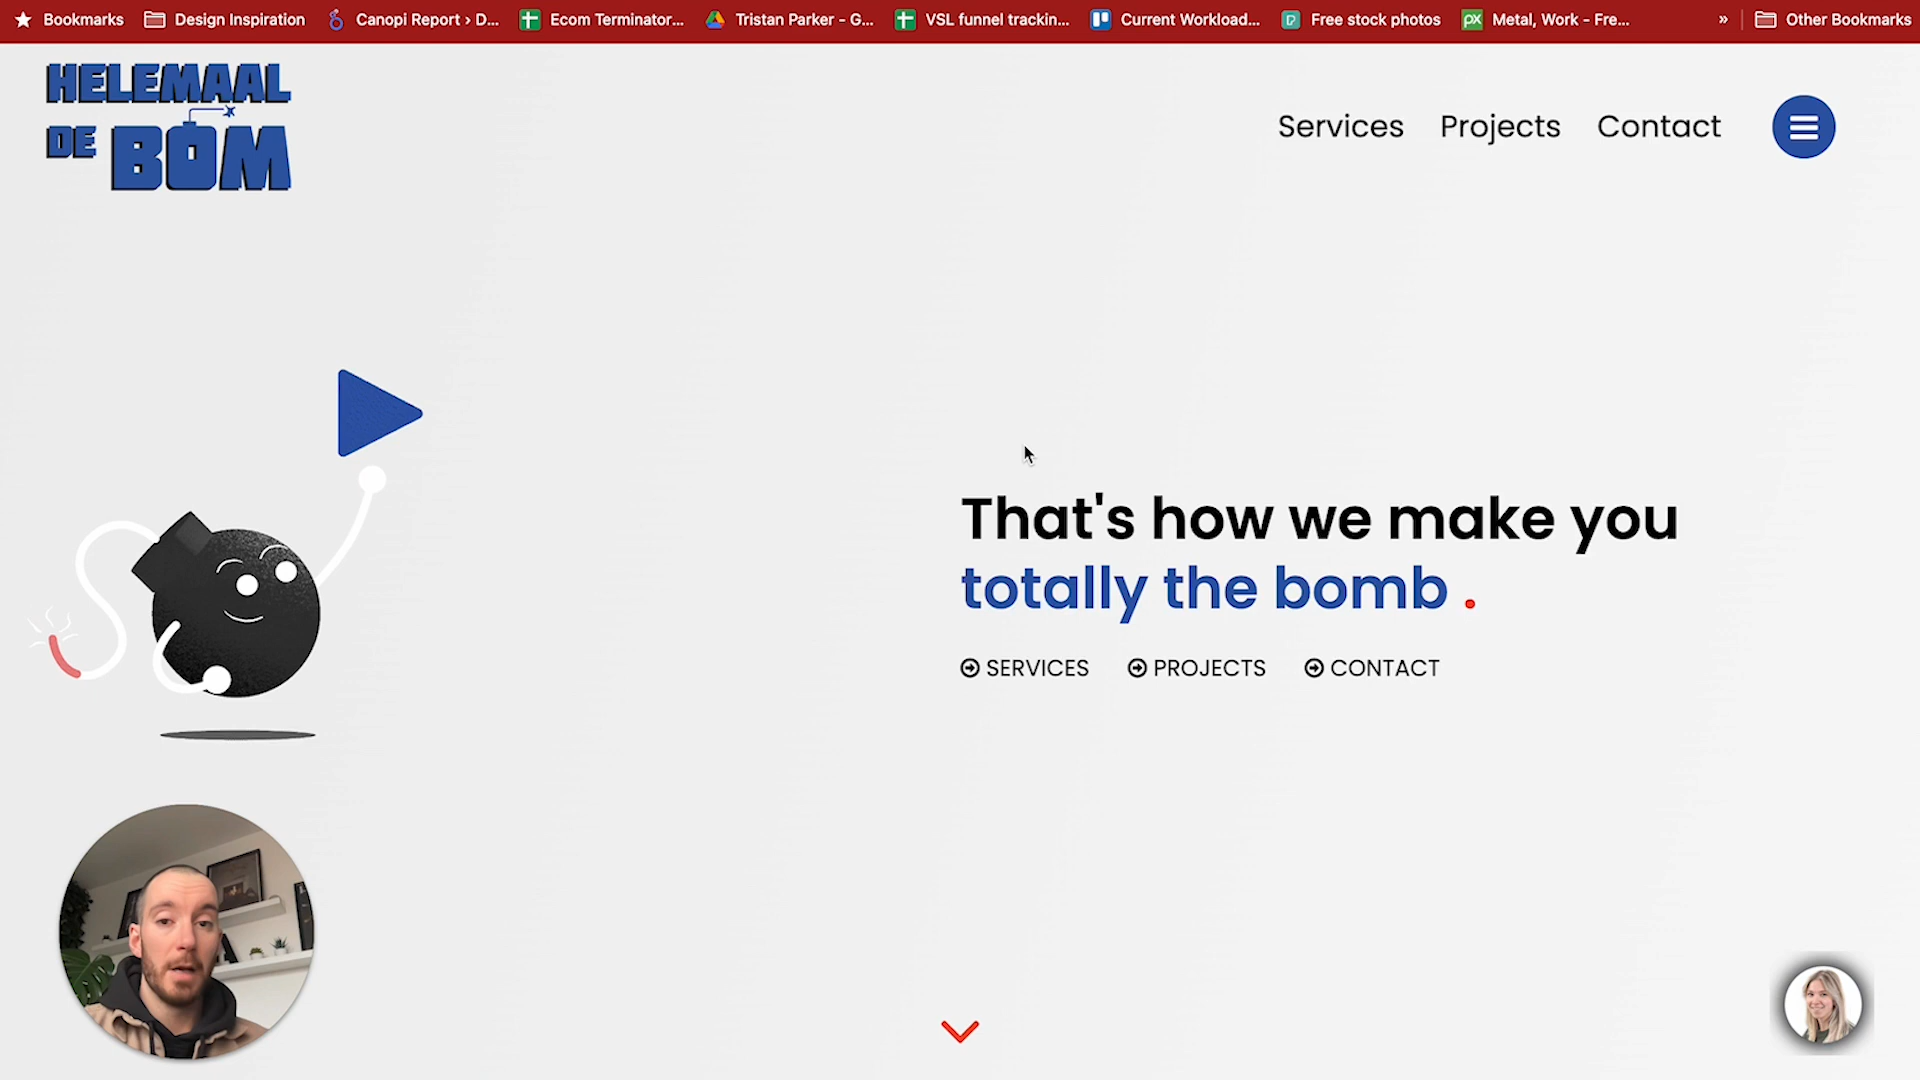 Bookmarks Design Inspiration Canopi Report › D... Ecom Terminator... Tristan Parker - G... VSL funnel trackin... Current Workload... Free stock photos px Metal, Work - Fre... » Other Bookmarks
HELEMAAL
DE BOM
Services Projects Contact
That's how we make you
totally the bomb .
SERVICES PROJECTS CONTACT